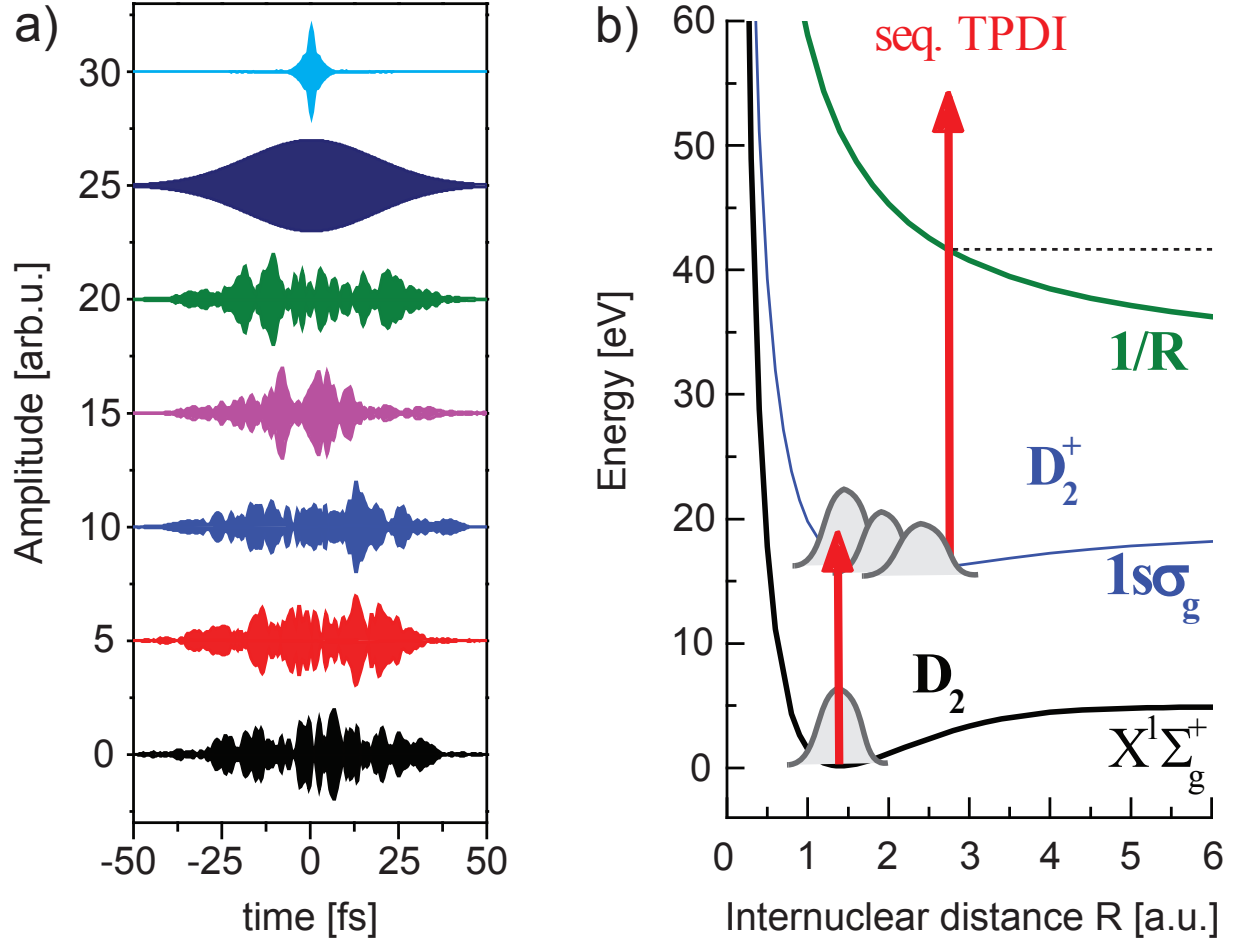 a)
Amplitude [arb.u.]
30
25
20
15
10
5
0
-50 -25 0 25 50
time [fs]
b)
Energy [eV]
60
50
40
30
20
10
0
seq. TPDI
1/R
D₂⁺
1sσ_g
D₂
X¹Σ_g⁺
0 1 2 3 4 5 6
Internuclear distance R [a.u.]